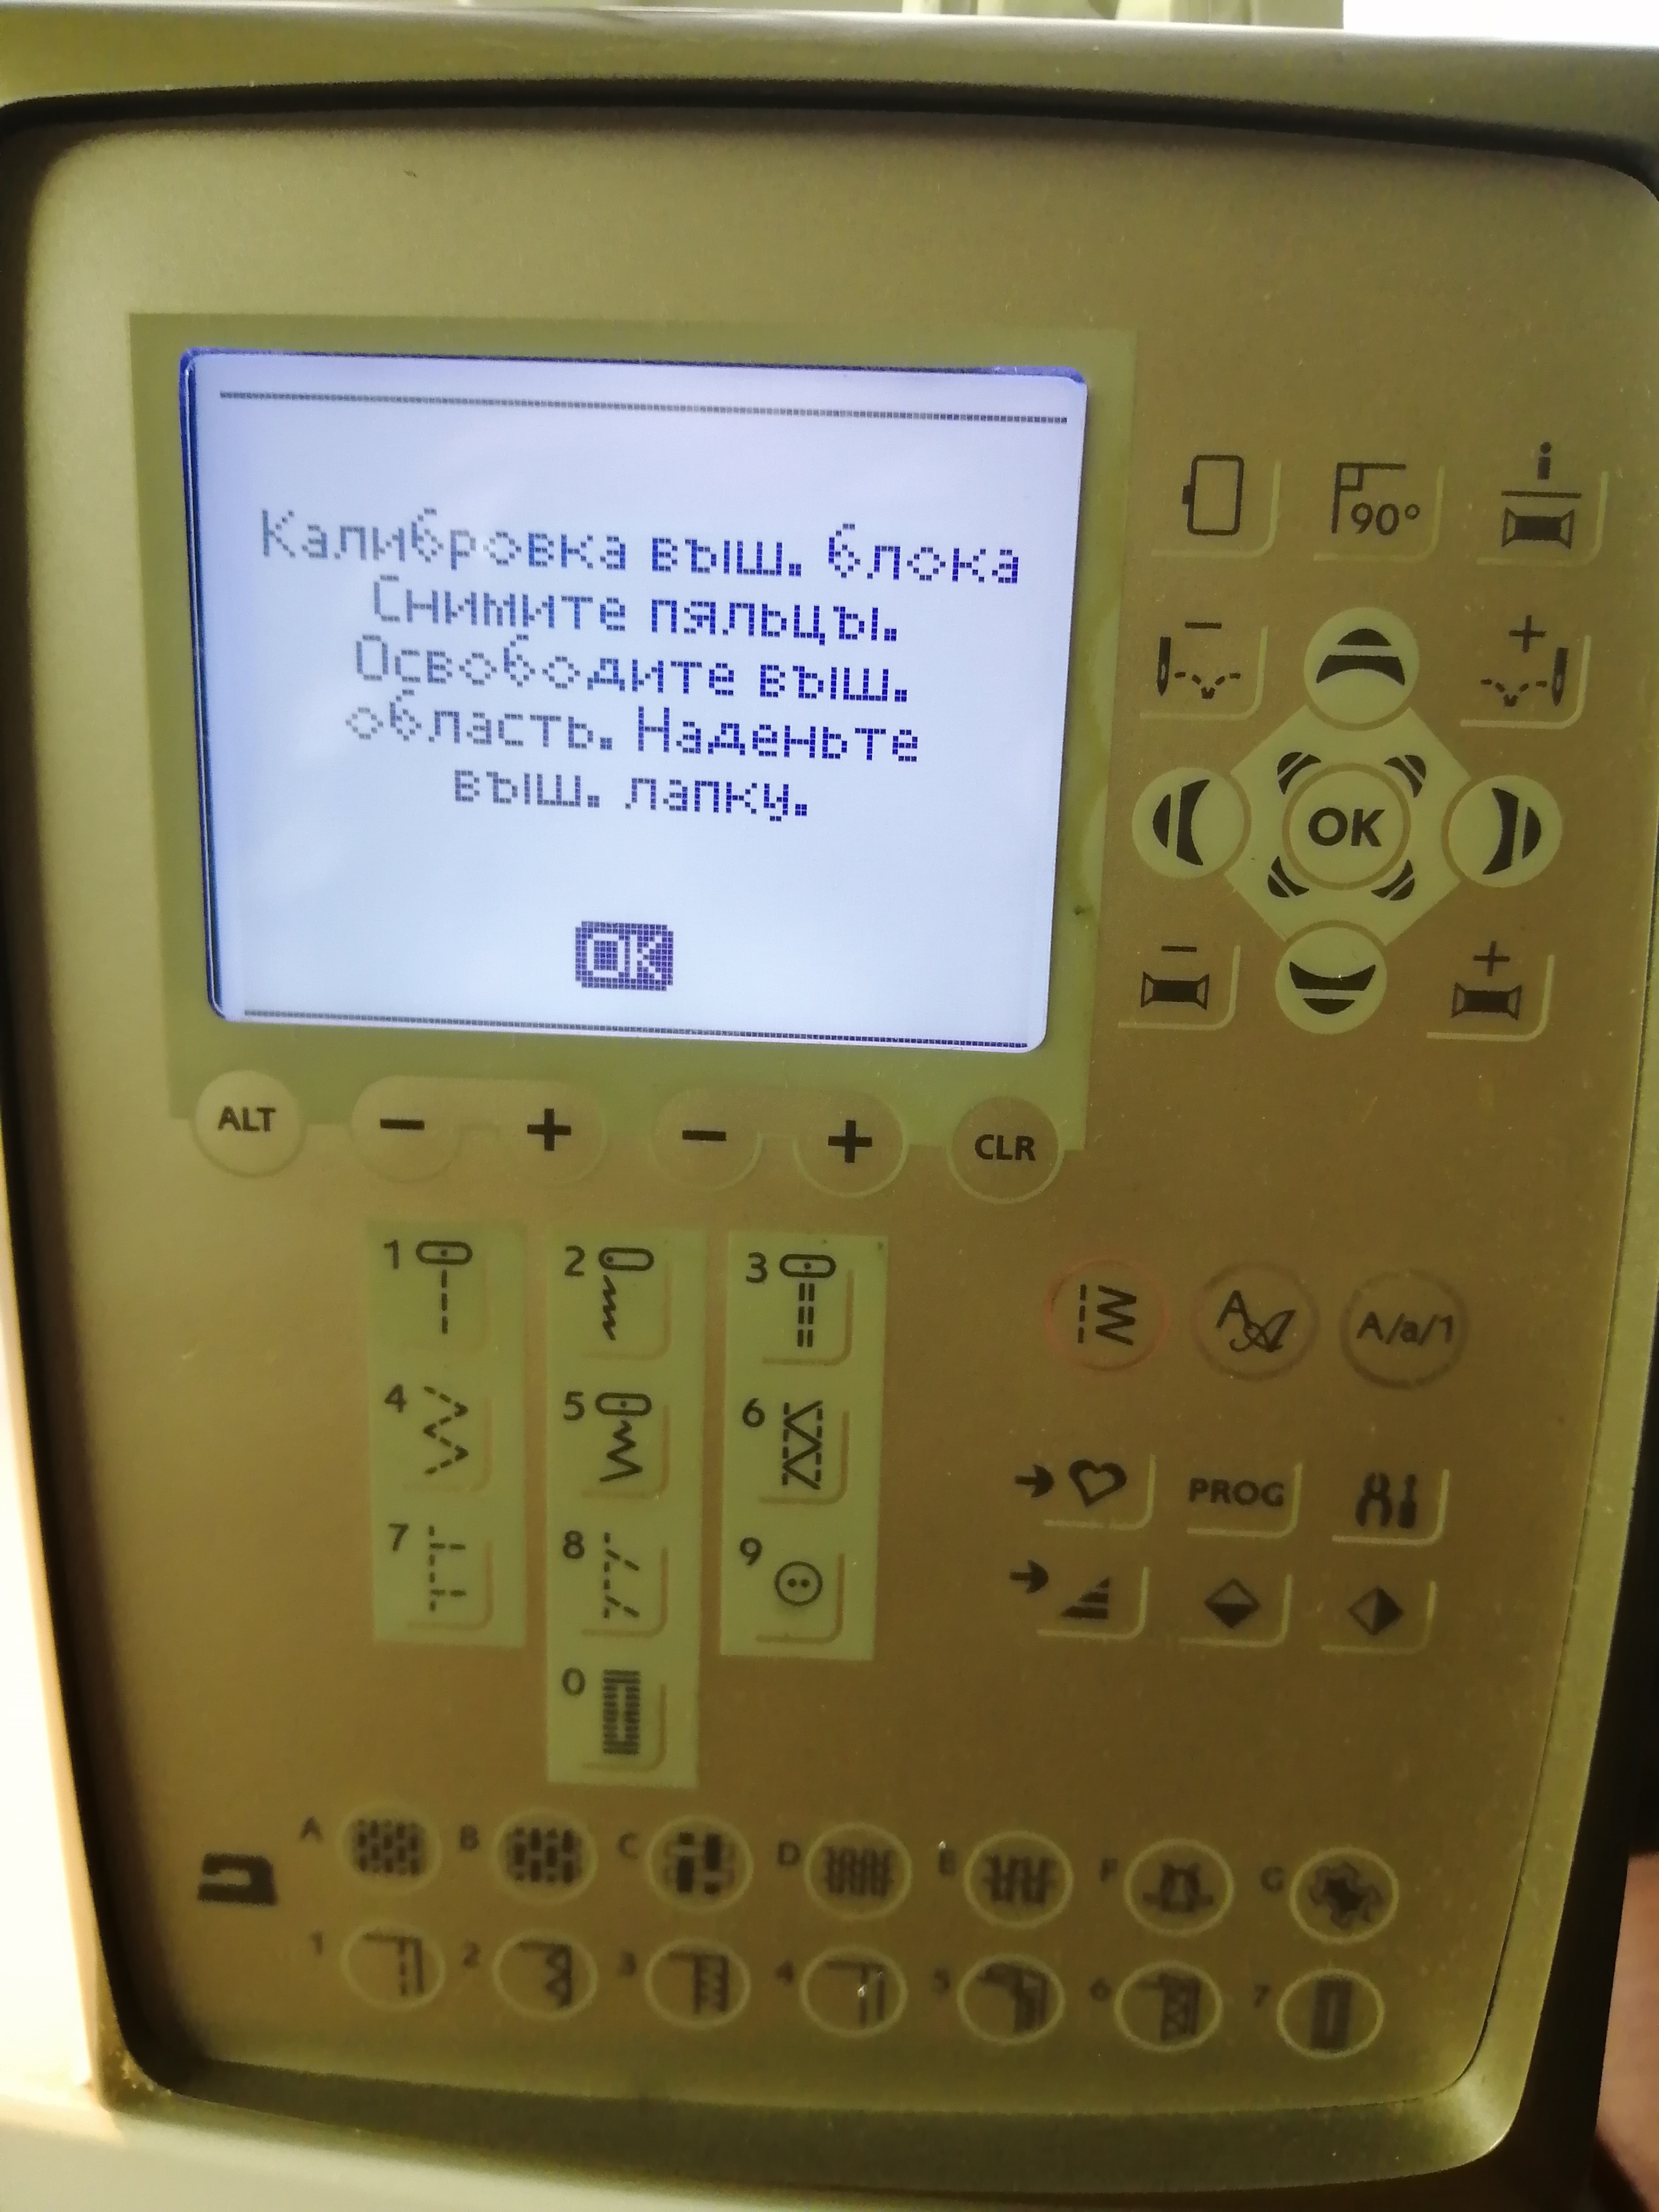 Калибровка выш. блока
Снимите пяльцы.
Освободите выш.
область. Наденьте
выш. лапку.
OK
i
90°
− +
OK
− +
ALT − + − + CLR
1 2 3
4 5 6
7 8 9
0
A A A/a/1
PROG
A B C D E F G
1 2 3 4 5 6 7